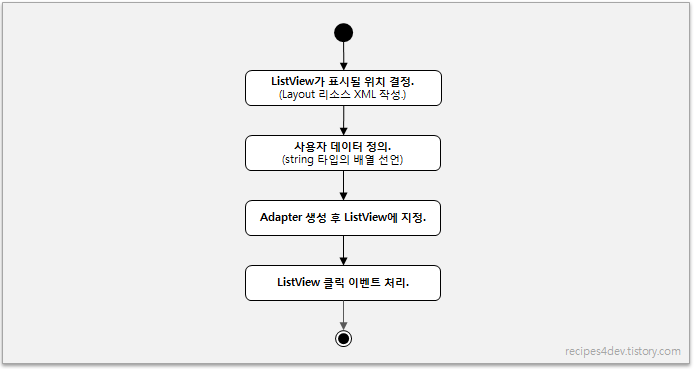 ListView가 표시될 위치 결정.
(Layout 리소스 XML 작성.)
사용자 데이터 정의.
(string 타입의 배열 선언)
Adapter 생성 후 ListView에 지정.
ListView 클릭 이벤트 처리.
recipes4dev.tistory.com